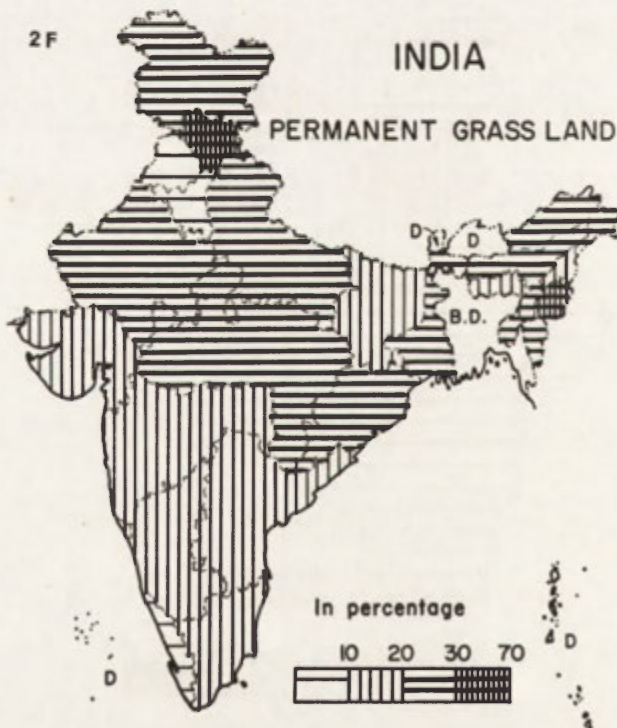 2F
INDIA
PERMANENT GRASS LAND
D
D
B.D.
In percentage
D
D
D
10 20 30 70